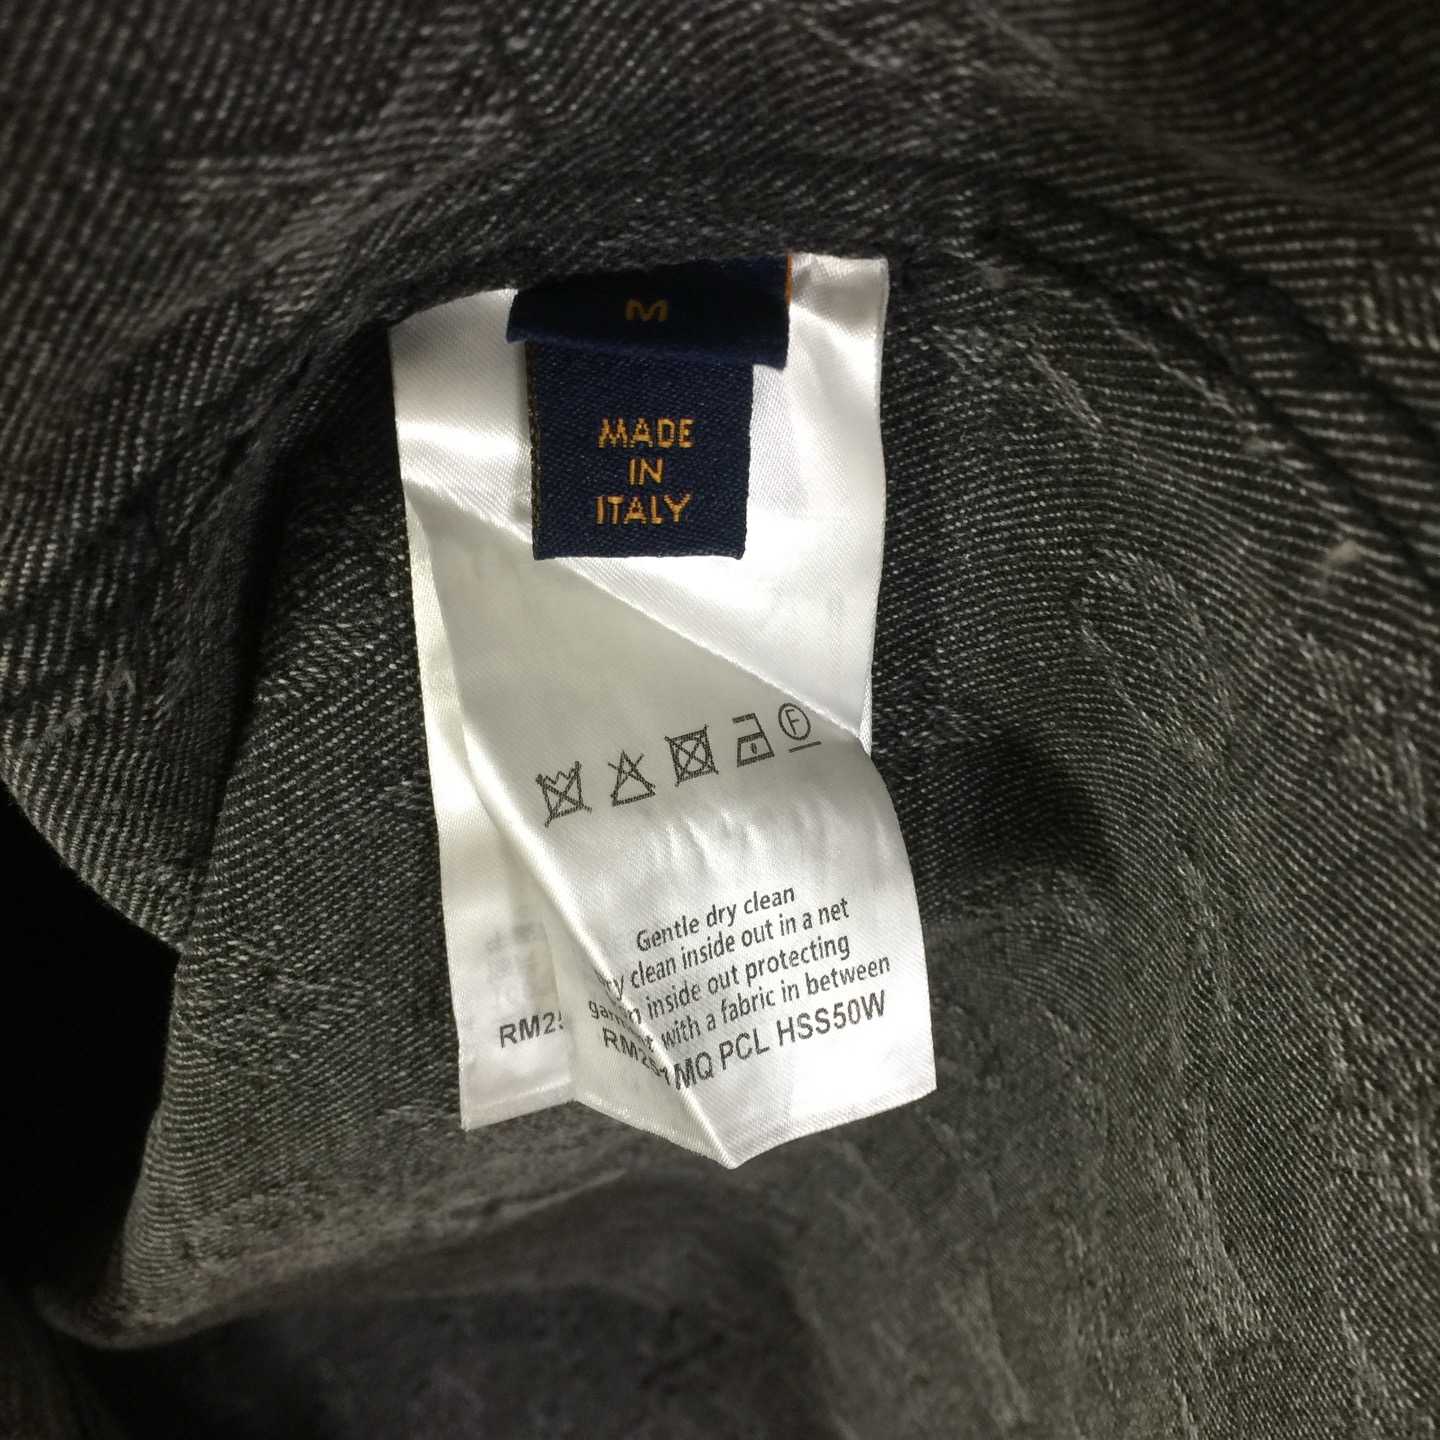 M
MADE
IN
ITALY
F
Gentle dry clean
clean inside out in a net
inside out protecting
with a fabric in between
MQ PCL HSS50W